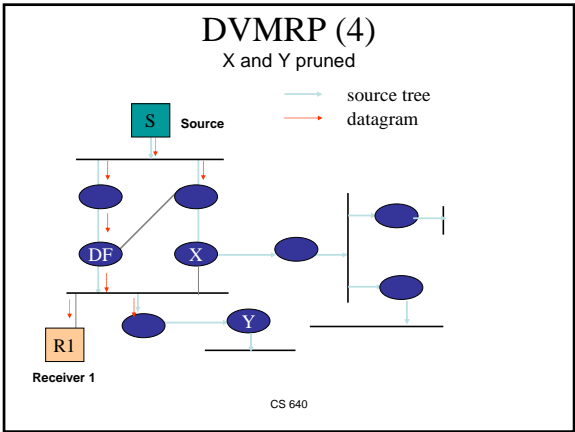 DVMRP (4)
X and Y pruned
source tree
datagram
S
Source
DF
X
Y
R1
Receiver 1
CS 640